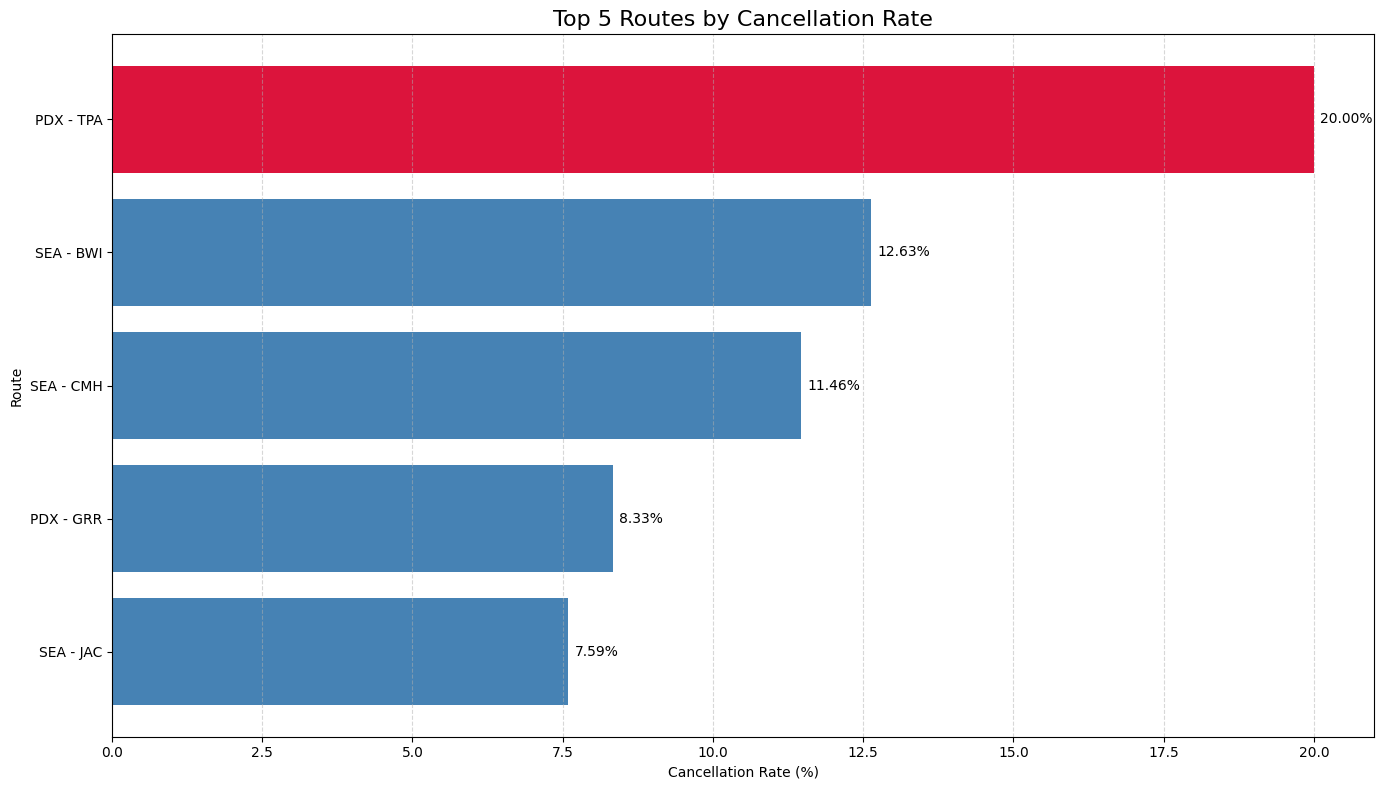 Top 5 Routes by Cancellation Rate
Route
PDX - TPA
20.00%
SEA - BWI
12.63%
SEA - CMH
11.46%
PDX - GRR
8.33%
SEA - JAC
7.59%
0.0 2.5 5.0 7.5 10.0 12.5 15.0 17.5 20.0
Cancellation Rate (%)